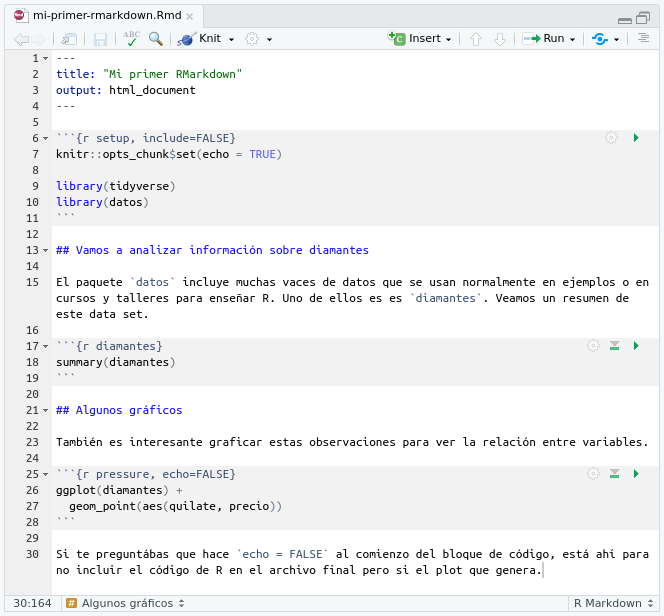 mi-primer-rmarkdown.Rmd
ABC Knit Insert Run
1 ---
2 title: "Mi primer RMarkdown"
3 output: html_document
4 ---
5
6 ```{r setup, include=FALSE}
7 knitr::opts_chunk$set(echo = TRUE)
8
9 library(tidyverse)
10 library(datos)
11 ```
12
13 ## Vamos a analizar información sobre diamantes
14
15 El paquete `datos` incluye muchas vaces de datos que se usan normalmente en ejemplos o en
cursos y talleres para enseñar R. Uno de ellos es es `diamantes`. Veamos un resumen de
este data set.
16
17 ```{r diamantes}
18 summary(diamantes)
19 ```
20
21 ## Algunos gráficos
22
23 También es interesante graficar estas observaciones para ver la relación entre variables.
24
25 ```{r pressure, echo=FALSE}
26 ggplot(diamantes) +
27   geom_point(aes(quilate, precio))
28 ```
29
30 Si te preguntábas que hace `echo = FALSE` al comienzo del bloque de código, está ahí para
no incluir el código de R en el archivo final pero si el plot que genera.
30:164 # Algunos gráficos R Markdown